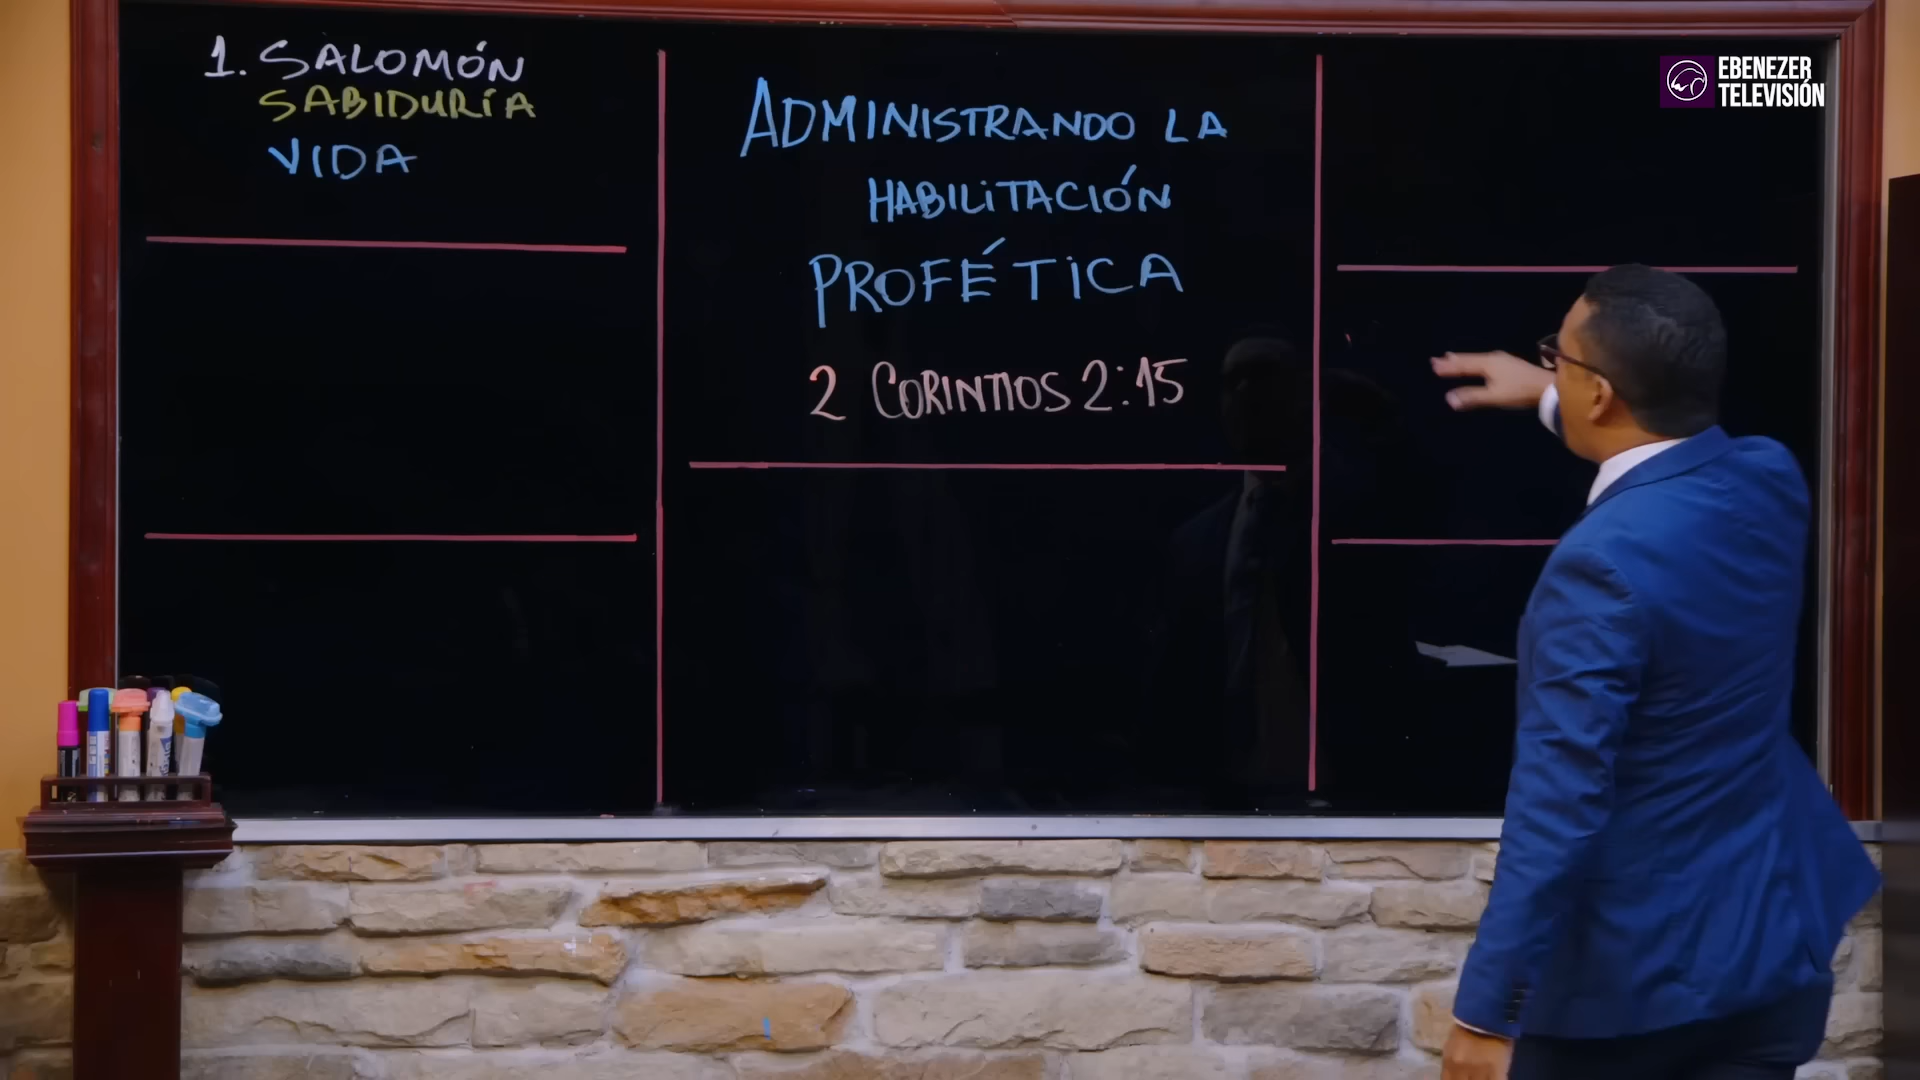 1. SALOMÓN
SABIDURÍA
VIDA
ADMINISTRANDO LA
HABILITACIÓN
PROFÉTICA
2 CORINTIOS 2:15
EBENEZER
TELEVISIÓN